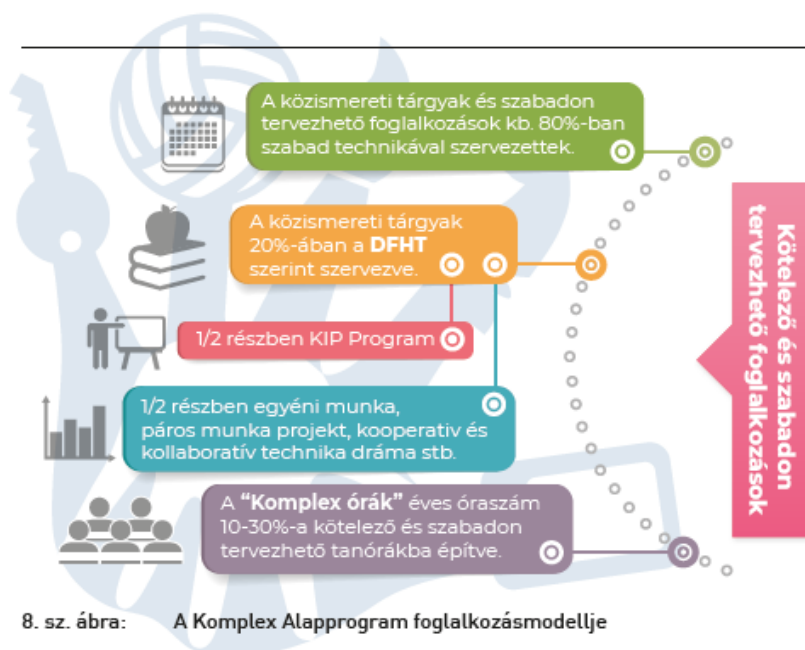 A közismereti tárgyak és szabadon
tervezhető foglalkozások kb. 80%-ban
szabad technikával szervezettek.
A közismereti tárgyak
20%-ában a DFHT
szerint szervezve.
1/2 részben KIP Program
1/2 részben egyéni munka,
páros munka projekt, kooperativ és
kollaboratív technika dráma stb.
A “Komplex órák” éves óraszám
10-30%-a kötelező és szabadon
tervezhető tanórákba építve.
Kötelező és szabadon
tervezhető foglalkozások
8. sz. ábra: A Komplex Alapprogram foglalkozásmodellje